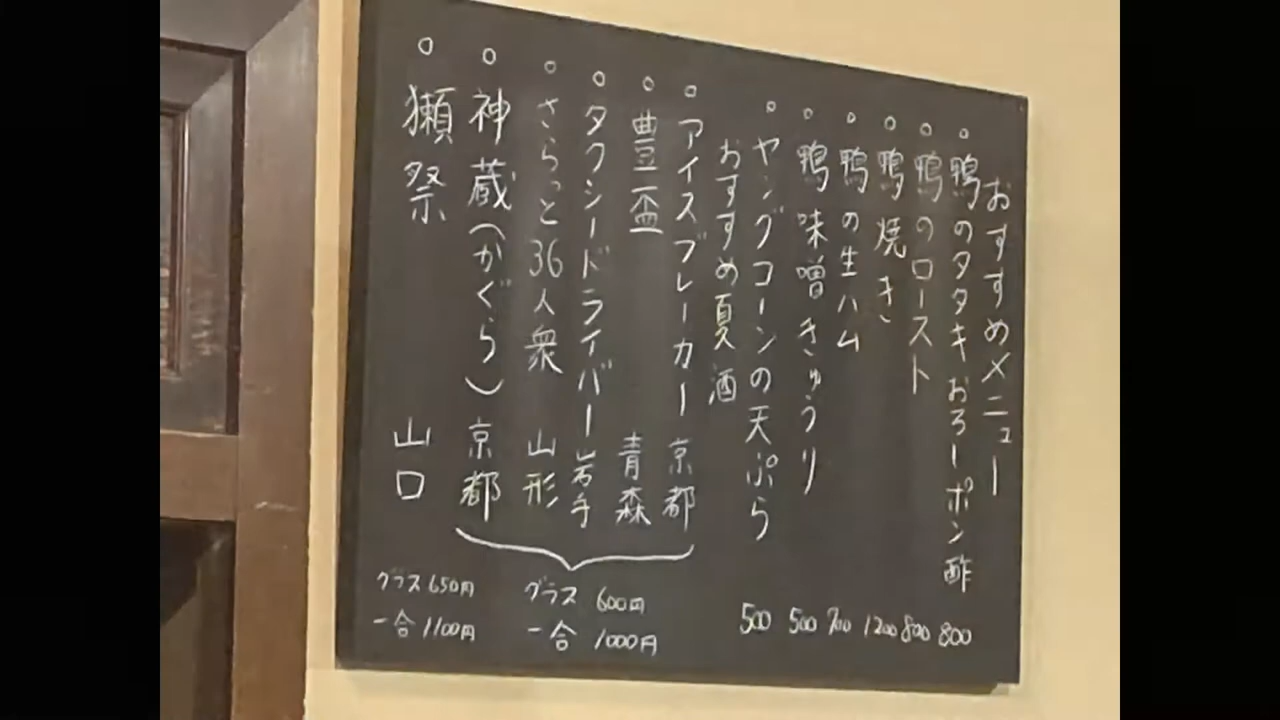 おすすめメニュー
鴨のタタキおろしポン酢 800
鴨のロースト 800
鴨焼き 1200
鴨の生ハム 700
鴨味噌きゅうり 500
ヤングコーンの天ぷら 500
おすすめ夏酒
アイスブレーカー 京都
豊盃 青森
タクシードライバー 岩手
さらっと36人衆 山形
神蔵(かぐら) 京都
グラス 600円
一合 1000円
獺祭 山口
グラス 650円
一合 1100円